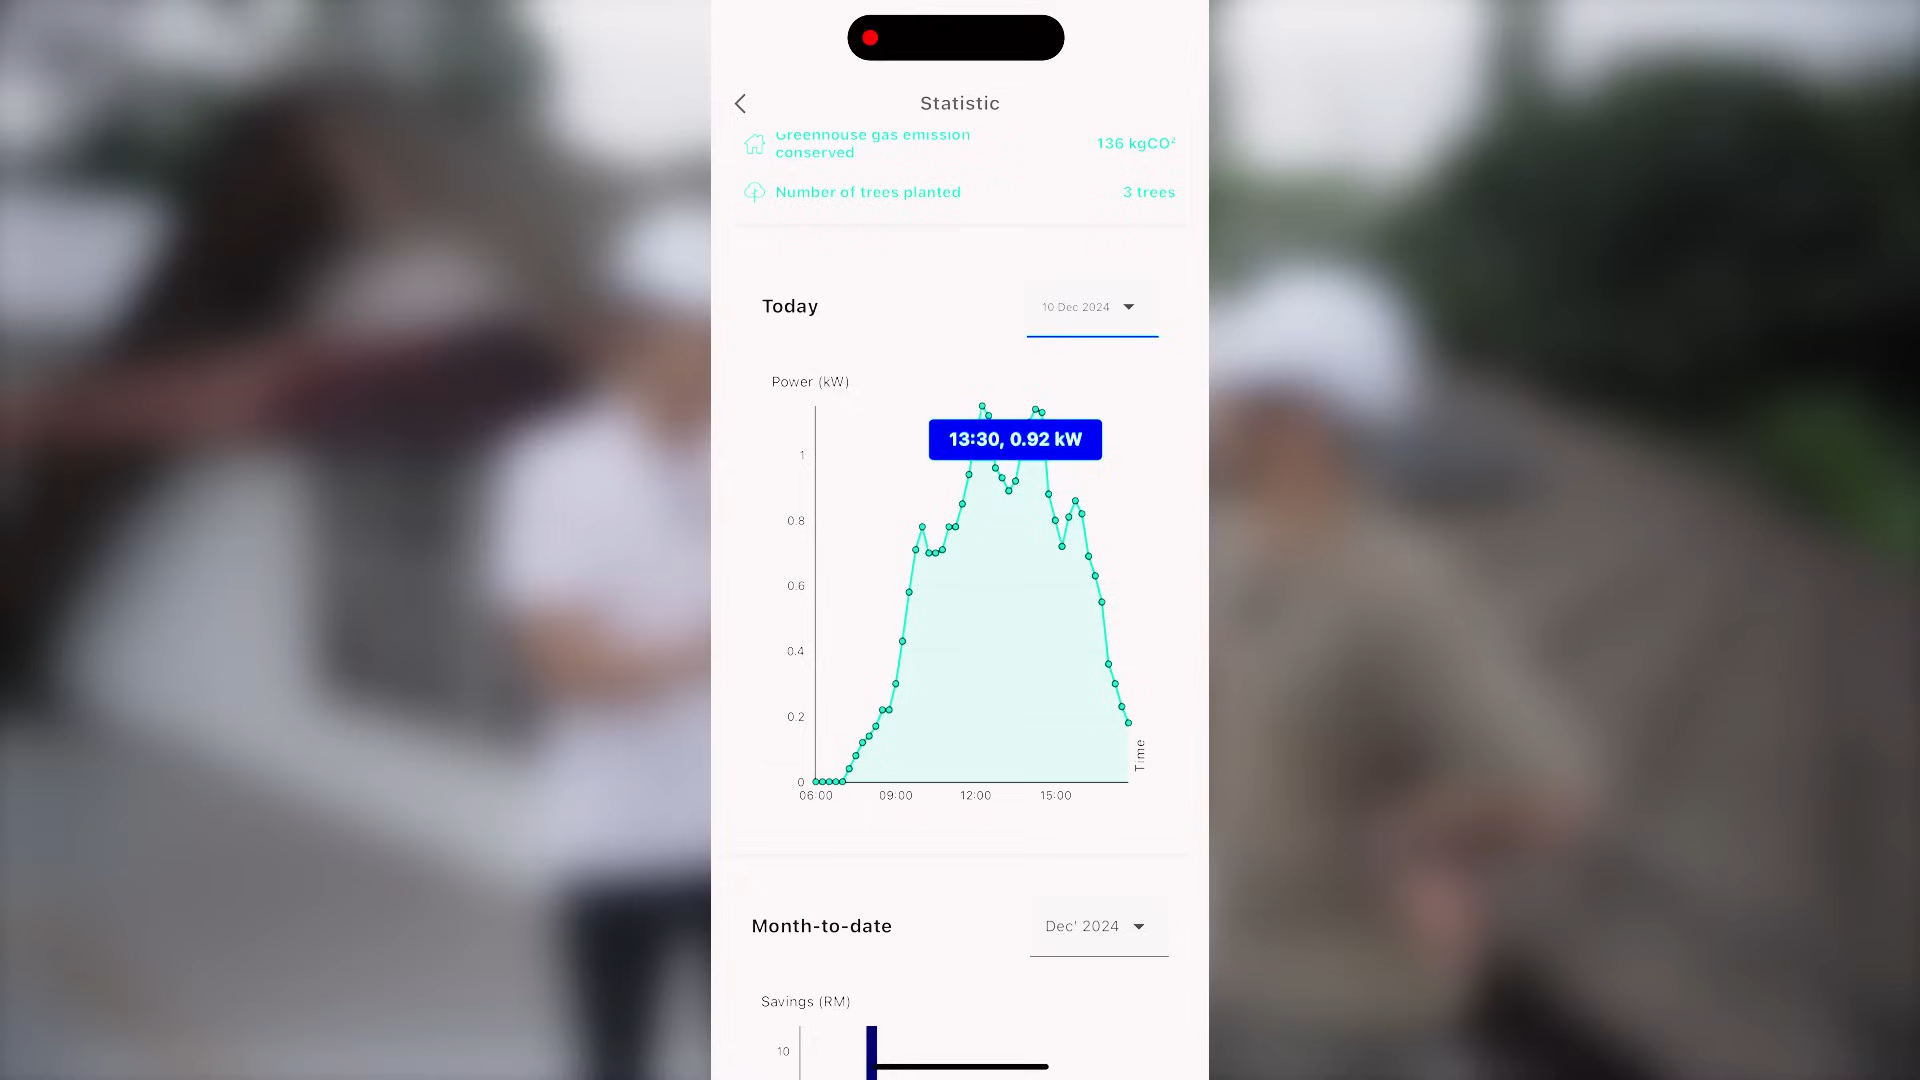 Statistic
Greenhouse gas emission
conserved
136 kgCO²
Number of trees planted
3 trees
Today
10 Dec 2024
Power (kW)
13:30, 0.92 kW
1
0.8
0.6
0.4
0.2
0
06:00
09:00
12:00
15:00
Time
Month-to-date
Dec' 2024
Savings (RM)
10